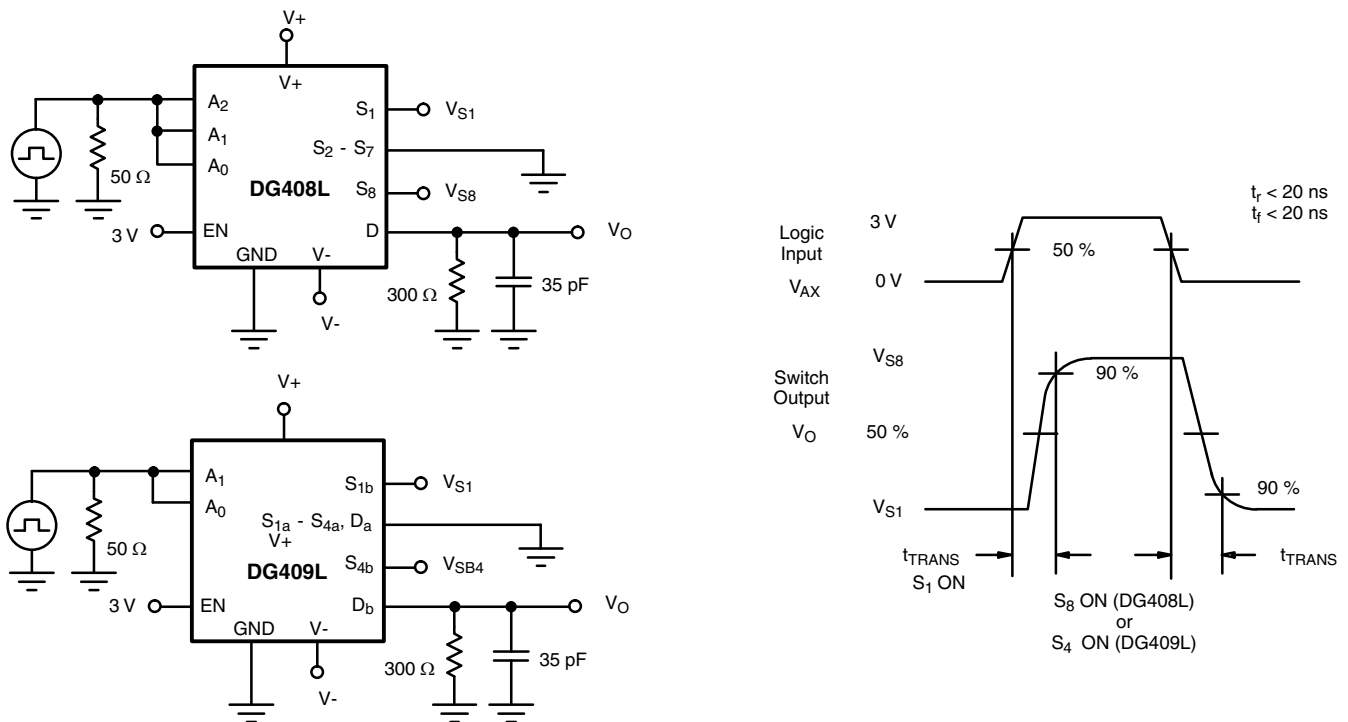 V+
V+
A2
A1
A0
50 Ω
S1
VS1
S2 - S7
DG408L
S8
VS8
3 V
EN
D
VO
GND
V-
300 Ω
35 pF
V-
V+
A1
A0
50 Ω
S1b
VS1
S1a - S4a, Da
V+
DG409L
S4b
VSB4
3 V
EN
Db
VO
GND
V-
300 Ω
35 pF
V-
tr < 20 ns
tf < 20 ns
Logic
Input
VAX
3 V
50 %
0 V
Switch
Output
VO
VS8
90 %
50 %
VS1
90 %
tTRANS
tTRANS
S1 ON
S8 ON (DG408L)
or
S4 ON (DG409L)